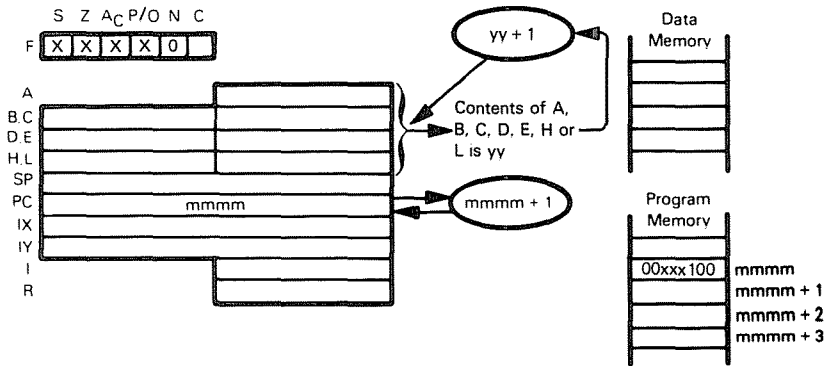 S Z AC P/O N C
F X X X X 0
A
B,C
D,E
H,L
SP
PC mmmm
IX
IY
I
R
yy + 1
Contents of A,
B, C, D, E, H or
L is yy
mmmm + 1
Data
Memory
Program
Memory
00xxx100 mmmm
mmmm + 1
mmmm + 2
mmmm + 3